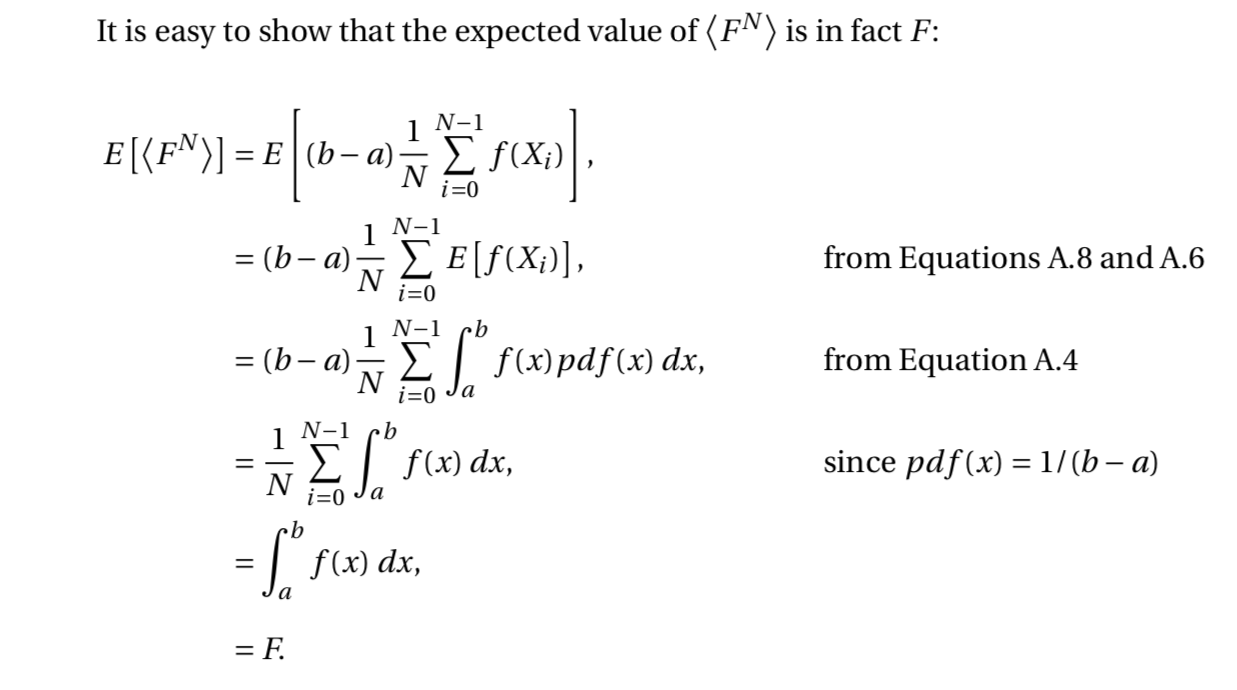 It is easy to show that the expected value of ⟨F^N⟩ is in fact F:
E[⟨F^N⟩] = E[(b − a) 1/N ∑_{i=0}^{N−1} f(X_i)],
= (b − a) 1/N ∑_{i=0}^{N−1} E[f(X_i)], from Equations A.8 and A.6
= (b − a) 1/N ∑_{i=0}^{N−1} ∫_a^b f(x) pdf(x) dx, from Equation A.4
= 1/N ∑_{i=0}^{N−1} ∫_a^b f(x) dx, since pdf(x) = 1/(b − a)
= ∫_a^b f(x) dx,
= F.